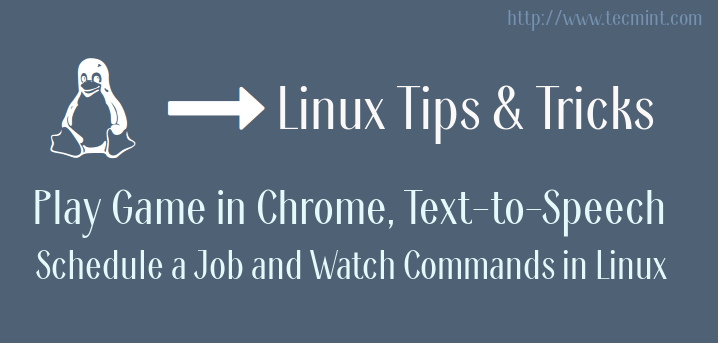 http://www.tecmint.com
Linux Tips & Tricks
Play Game in Chrome, Text-to-Speech
Schedule a Job and Watch Commands in Linux